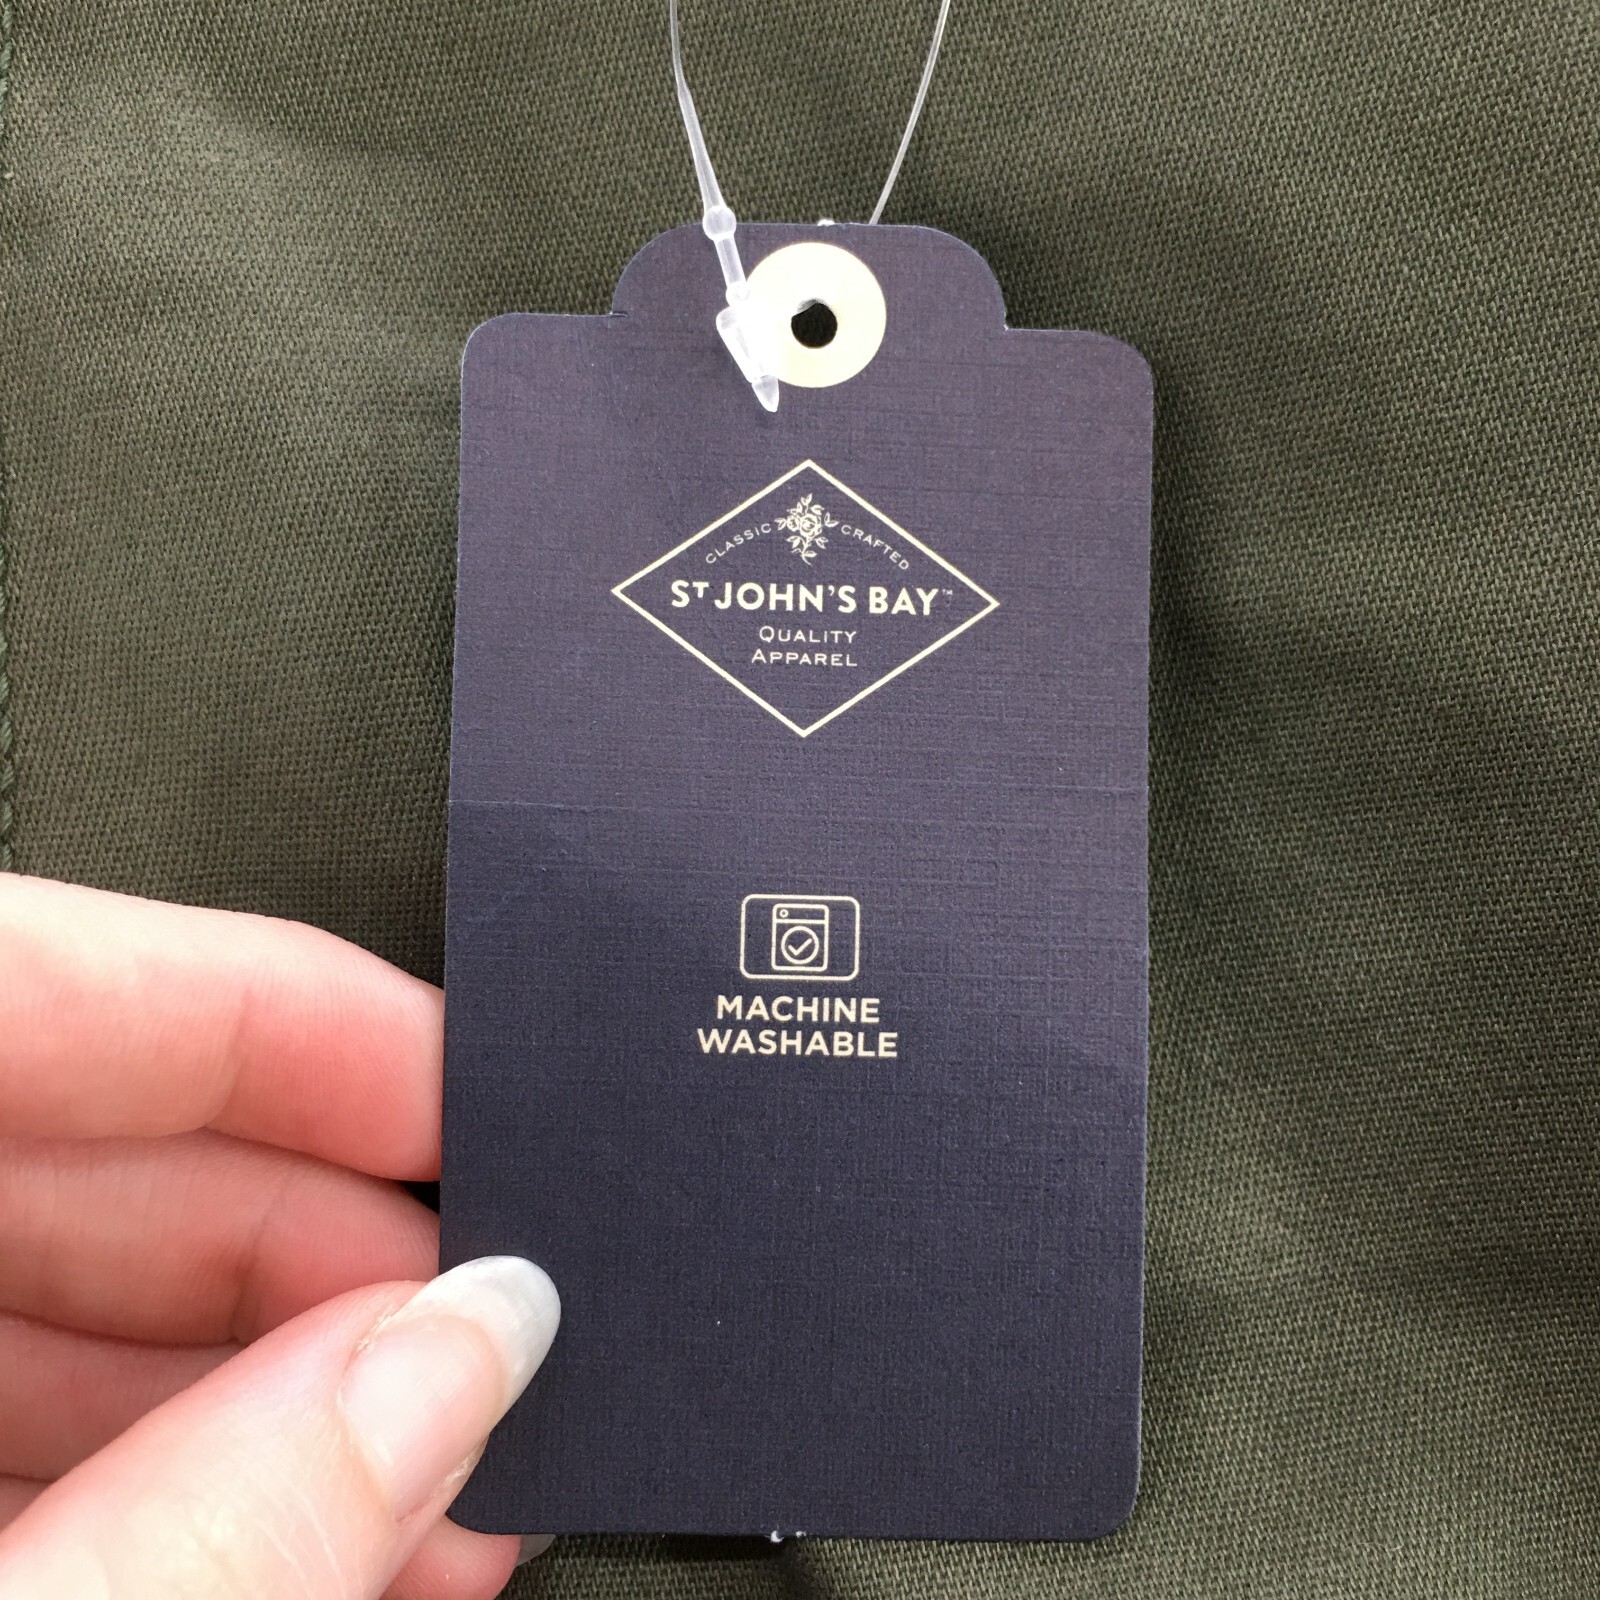 CLASSIC CRAFTED
ST JOHN'S BAY™
QUALITY
APPAREL
MACHINE
WASHABLE